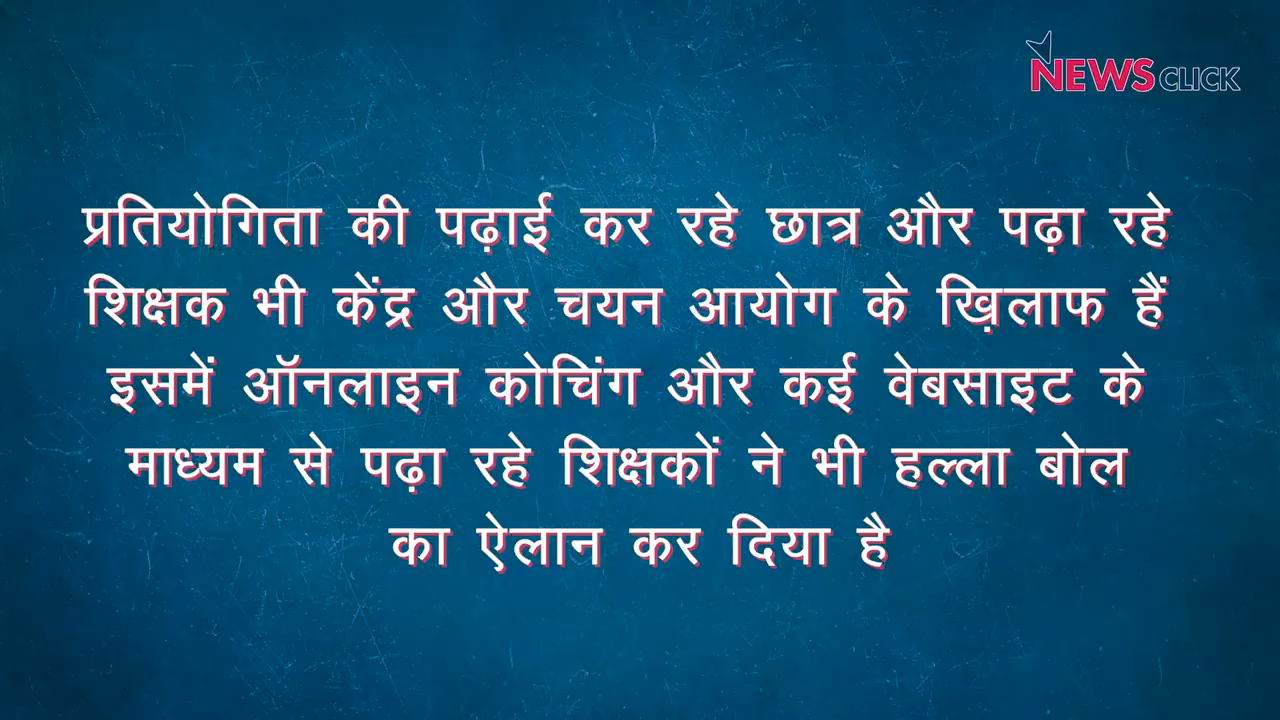 NEWSCLICK
प्रतियोगिता की पढ़ाई कर रहे छात्र और पढ़ा रहे
शिक्षक भी केंद्र और चयन आयोग के ख़िलाफ हैं
इसमें ऑनलाइन कोचिंग और कई वेबसाइट के
माध्यम से पढ़ा रहे शिक्षकों ने भी हल्ला बोल
का ऐलान कर दिया है